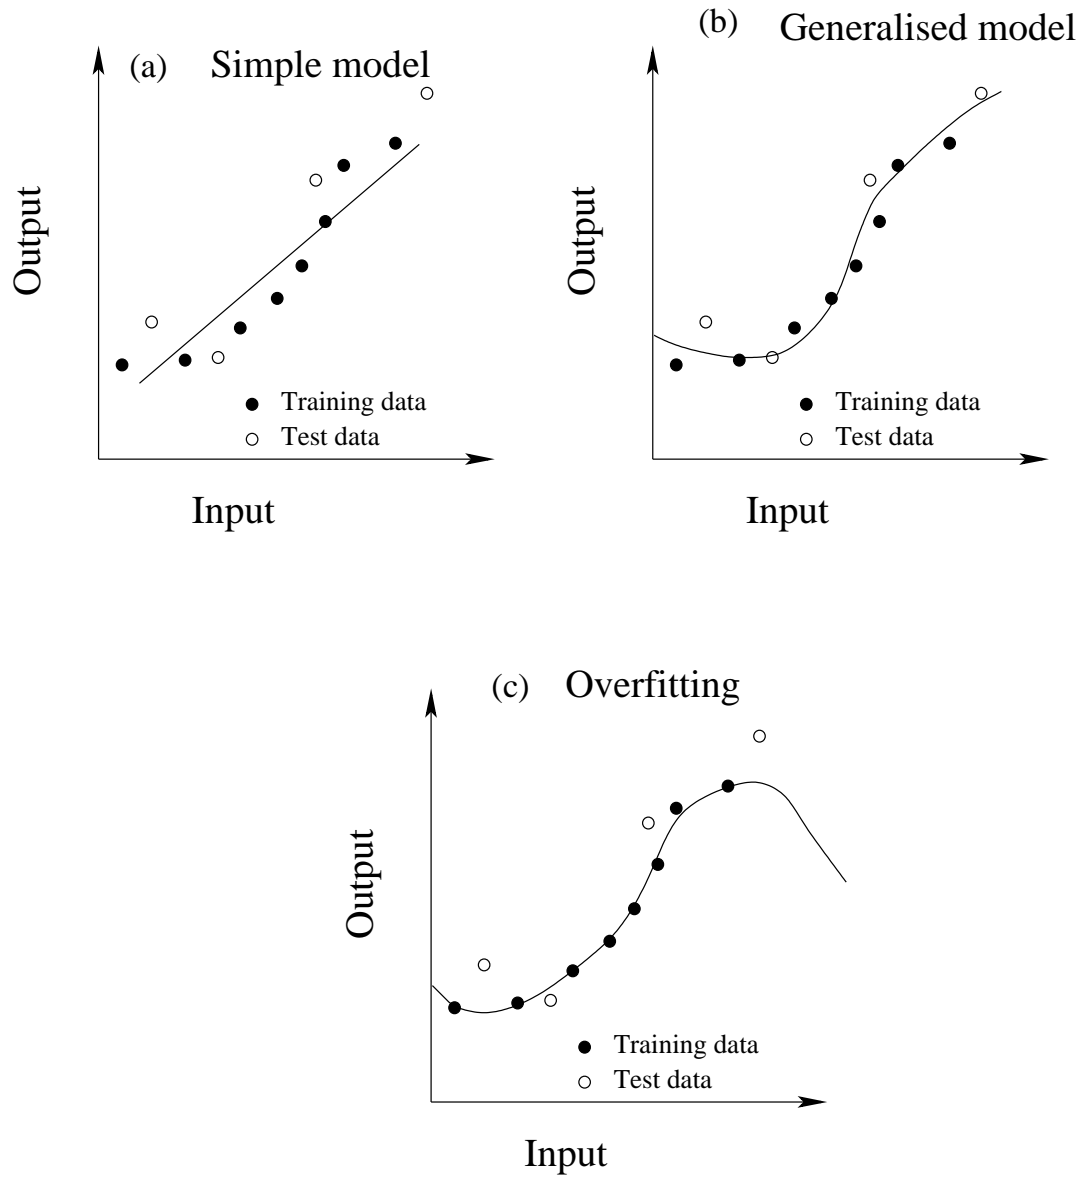 (a) Simple model
Output
Training data
Test data
Input
(b) Generalised model
Output
Training data
Test data
Input
(c) Overfitting
Output
Training data
Test data
Input